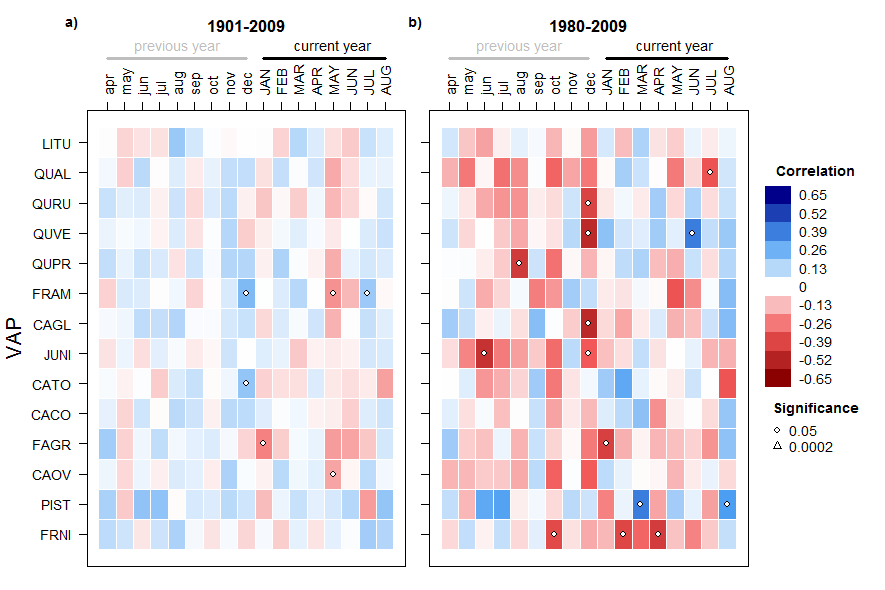 a) 1901-2009
previous year current year
apr may jun jul aug sep oct nov dec JAN FEB MAR APR MAY JUN JUL AUG
b) 1980-2009
previous year current year
apr may jun jul aug sep oct nov dec JAN FEB MAR APR MAY JUN JUL AUG
VAP
LITU
QUAL
QURU
QUVE
QUPR
FRAM
CAGL
JUNI
CATO
CACO
FAGR
CAOV
PIST
FRNI
Correlation
0.65
0.52
0.39
0.26
0.13
0
-0.13
-0.26
-0.39
-0.52
-0.65
Significance
0.05
0.0002